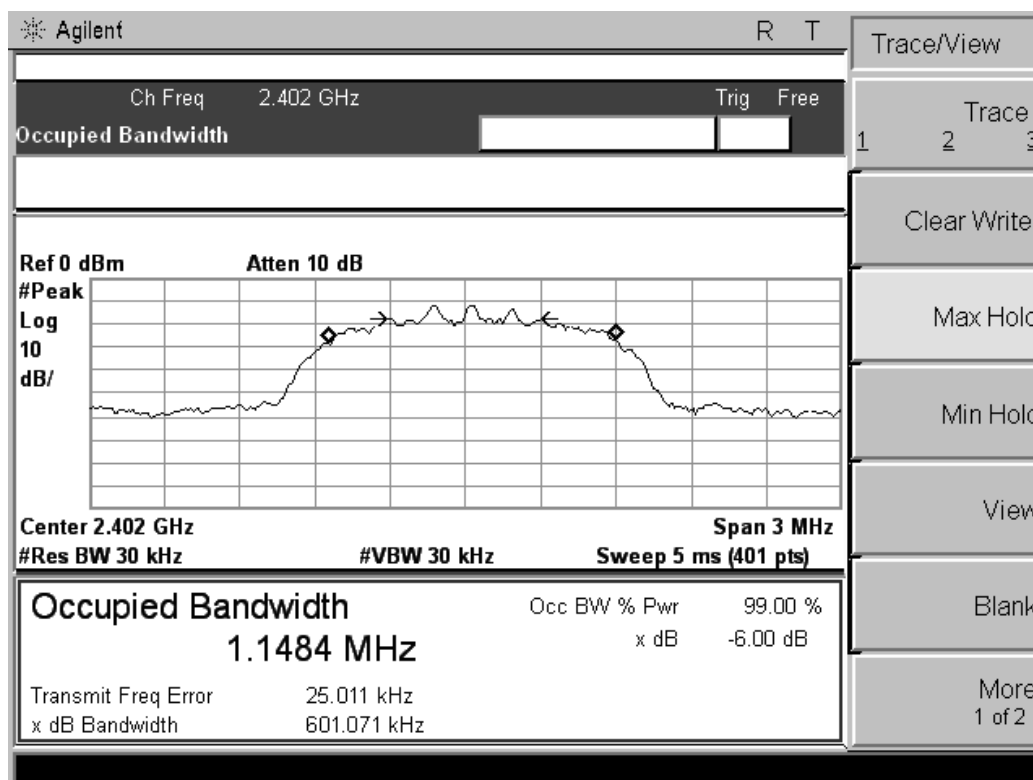 Agilent R T
Trace/View
Ch Freq 2.402 GHz Trig Free
Occupied Bandwidth
Trace
1 2 3
Clear Write
Max Hold
Min Hold
View
Blank
More
1 of 2
Ref 0 dBm Atten 10 dB
#Peak
Log
10
dB/
Center 2.402 GHz Span 3 MHz
#Res BW 30 kHz #VBW 30 kHz Sweep 5 ms (401 pts)
Occupied Bandwidth
1.1484 MHz
Occ BW % Pwr 99.00 %
x dB -6.00 dB
Transmit Freq Error 25.011 kHz
x dB Bandwidth 601.071 kHz